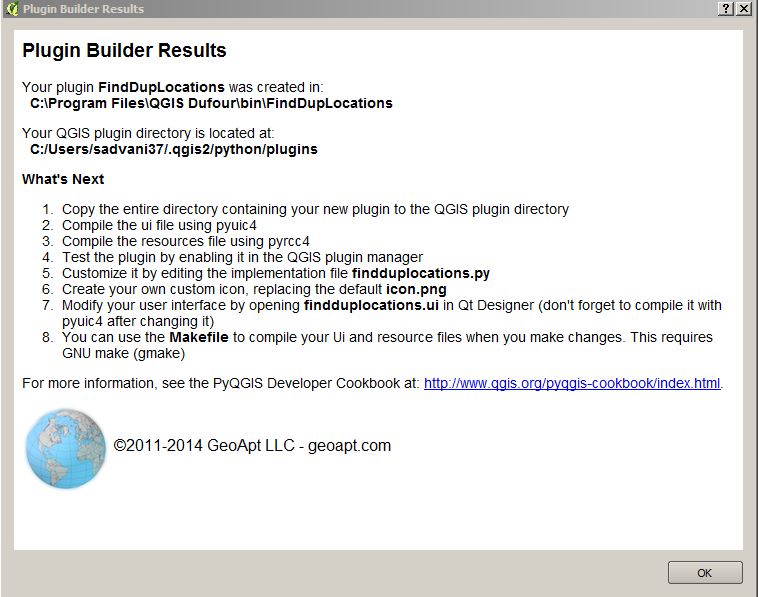 Plugin Builder Results
Plugin Builder Results
Your plugin FindDupLocations was created in:
C:\Program Files\QGIS Dufour\bin\FindDupLocations
Your QGIS plugin directory is located at:
C:/Users/sadvani37/.qgis2/python/plugins
What's Next
1. Copy the entire directory containing your new plugin to the QGIS plugin directory
2. Compile the ui file using pyuic4
3. Compile the resources file using pyrcc4
4. Test the plugin by enabling it in the QGIS plugin manager
5. Customize it by editing the implementation file findduplocations.py
6. Create your own custom icon, replacing the default icon.png
7. Modify your user interface by opening findduplocations.ui in Qt Designer (don't forget to compile it with
pyuic4 after changing it)
8. You can use the Makefile to compile your Ui and resource files when you make changes. This requires
GNU make (gmake)
For more information, see the PyQGIS Developer Cookbook at: http://www.qgis.org/pyqgis-cookbook/index.html.
©2011-2014 GeoApt LLC - geoapt.com
OK